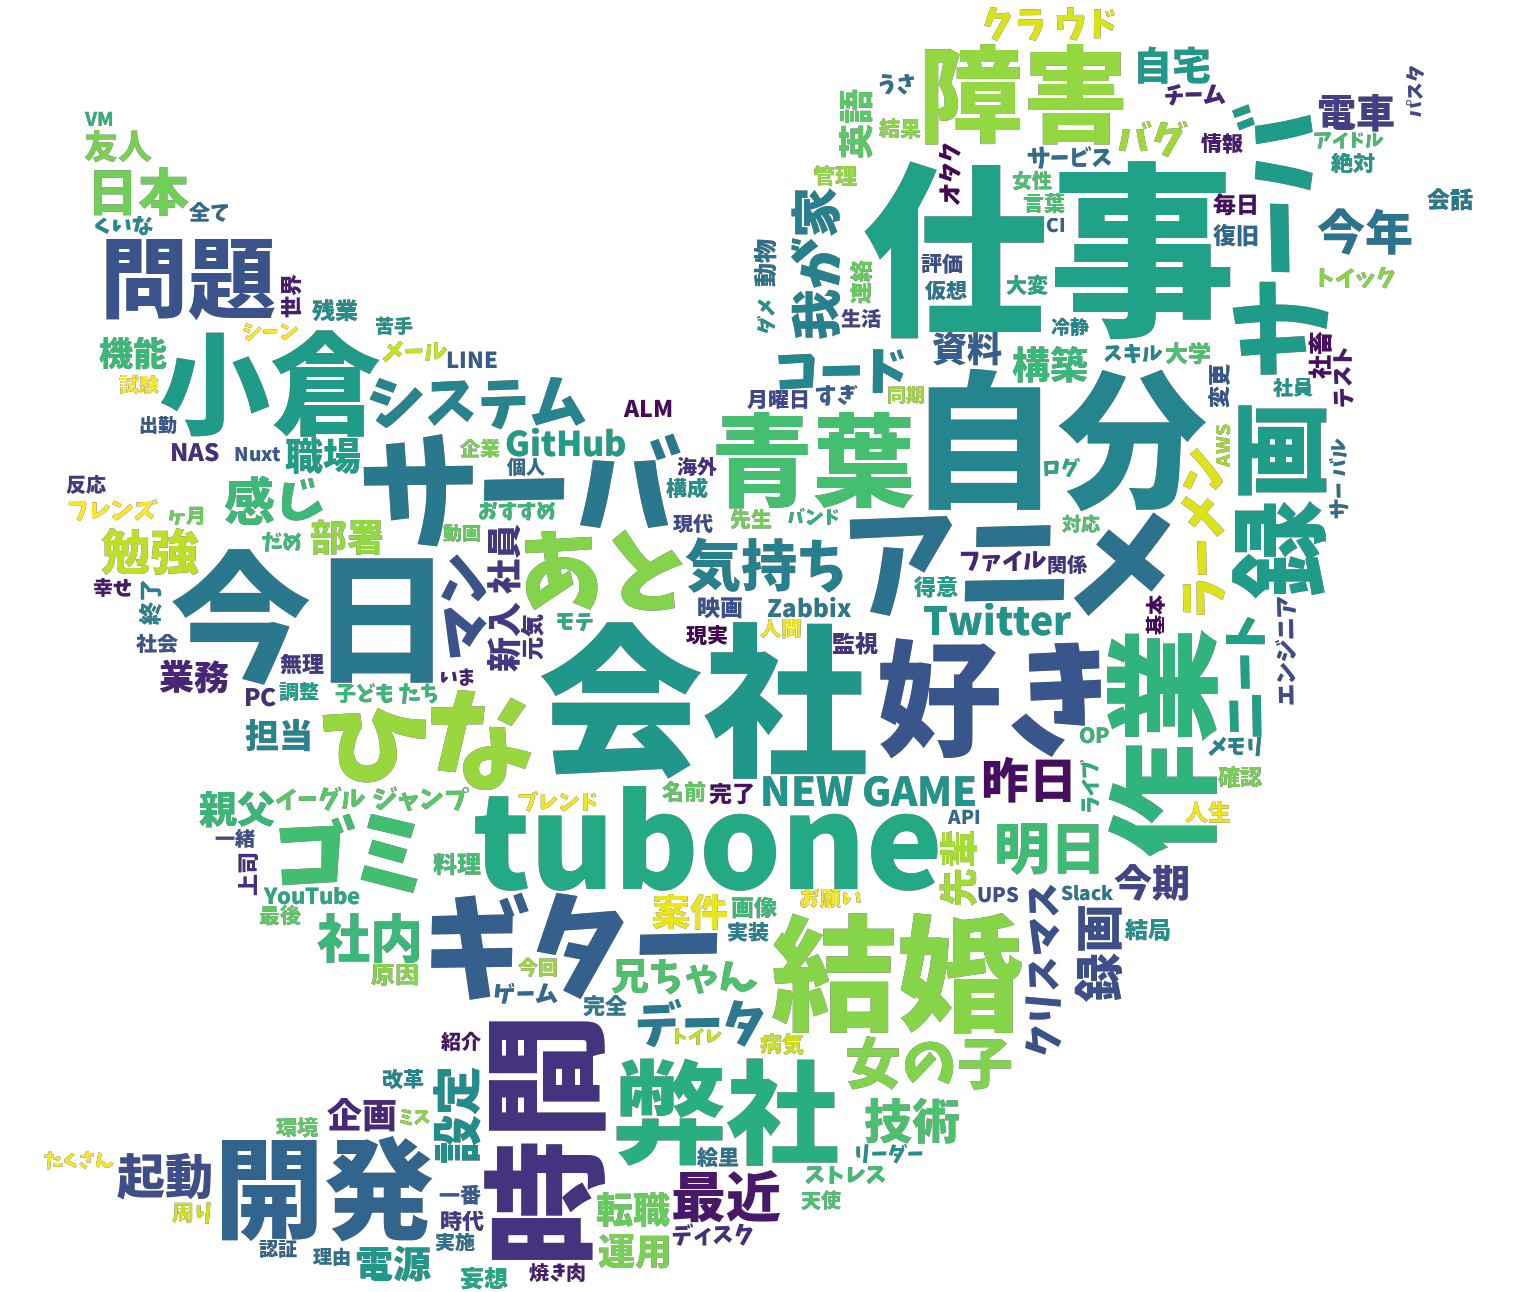 クラウド
障害
自宅
うさ
チーム
電車
パスタ
英語
結果
バグ
情報
アイドル
絶対
VM
友人
日本
くいな
全て
問題
世界
管理
オタク
サービス
女性
言葉
CI
仕事
毎日
復旧
サーバ
今年
会話
トイック
我が家
動物
連絡
評価
仮想
大変
ダメ
生活
冷静
残業
シーン
苦手
メール
LINE
機能
試験
小倉
システム
コード
資料
構築
スキル
大学
社畜
テスト
月曜日
すぎ
同期
変更
社員
出勤
ALM
NAS
Nuxt
職場
企業
GitHub
個人
サーバ
海外
構成
青葉
自分
ログ
AWS
録画
サーバル
反応
フレンズ
ヶ月
感じ
だめ
部署
動画
おすすめ
現代
先生
バンド
対応
ラーメン
勉強
幸せ
終了
今日
マン
新入社員
元気
あと
モテ
気持ち
アニメ
ファイル
関係
得意
映画
Zabbix
Twitter
基本
エンジニア
社会
業務
無理
PC
調整
いま
子どもたち
現実
人間
監視
会社
好き
作業
ニート
担当
ひな
OP
メモリ
ライブ
確認
人生
親父
イーグルジャンプ
ブレンド
名前
完了
NEW GAME
昨日
一緒
上司
ゴミ
料理
tubone
API
先輩
明日
YouTube
最後
社内
原因
ギター
案件
画像
実装
お願い
UPS
Slack
今期
今回
ゲーム
完全
兄ちゃん
結婚
クリスマス
録画
結局
データ
トイレ
病気
女の子
紹介
時間
改革
設定
弊社
技術
環境
企画
ミス
たくさん
起動
周り
開発
絵里
リーダー
ストレス
天使
一番
時代
実施
転職
最近
ディスク
認証
理由
電源
運用
妄想
焼き肉